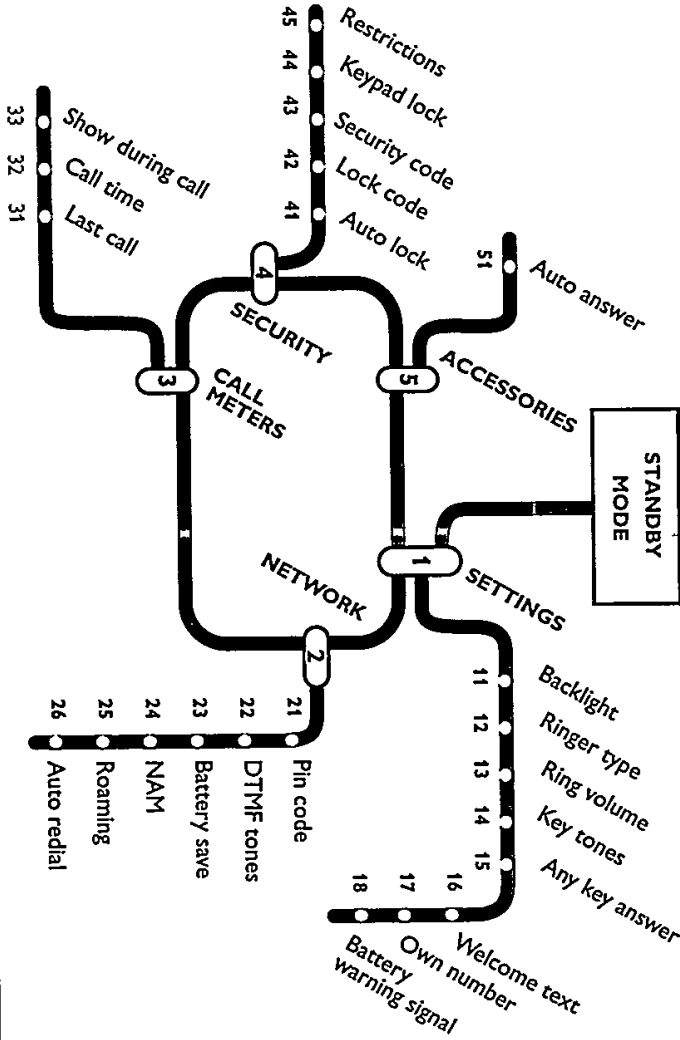 STANDBY
MODE
1
SETTINGS
11
Backlight
12
Ringer type
13
Ring volume
14
Key tones
15
Any key answer
16
Welcome text
17
Own number
18
Battery
warning signal
2
NETWORK
21
Pin code
22
DTMF tones
23
Battery save
24
NAM
25
Roaming
26
Auto redial
3
CALL
METERS
31
Last call
32
Call time
33
Show during call
4
SECURITY
41
Auto lock
42
Lock code
43
Security code
44
Keypad lock
45
Restrictions
5
ACCESSORIES
51
Auto answer